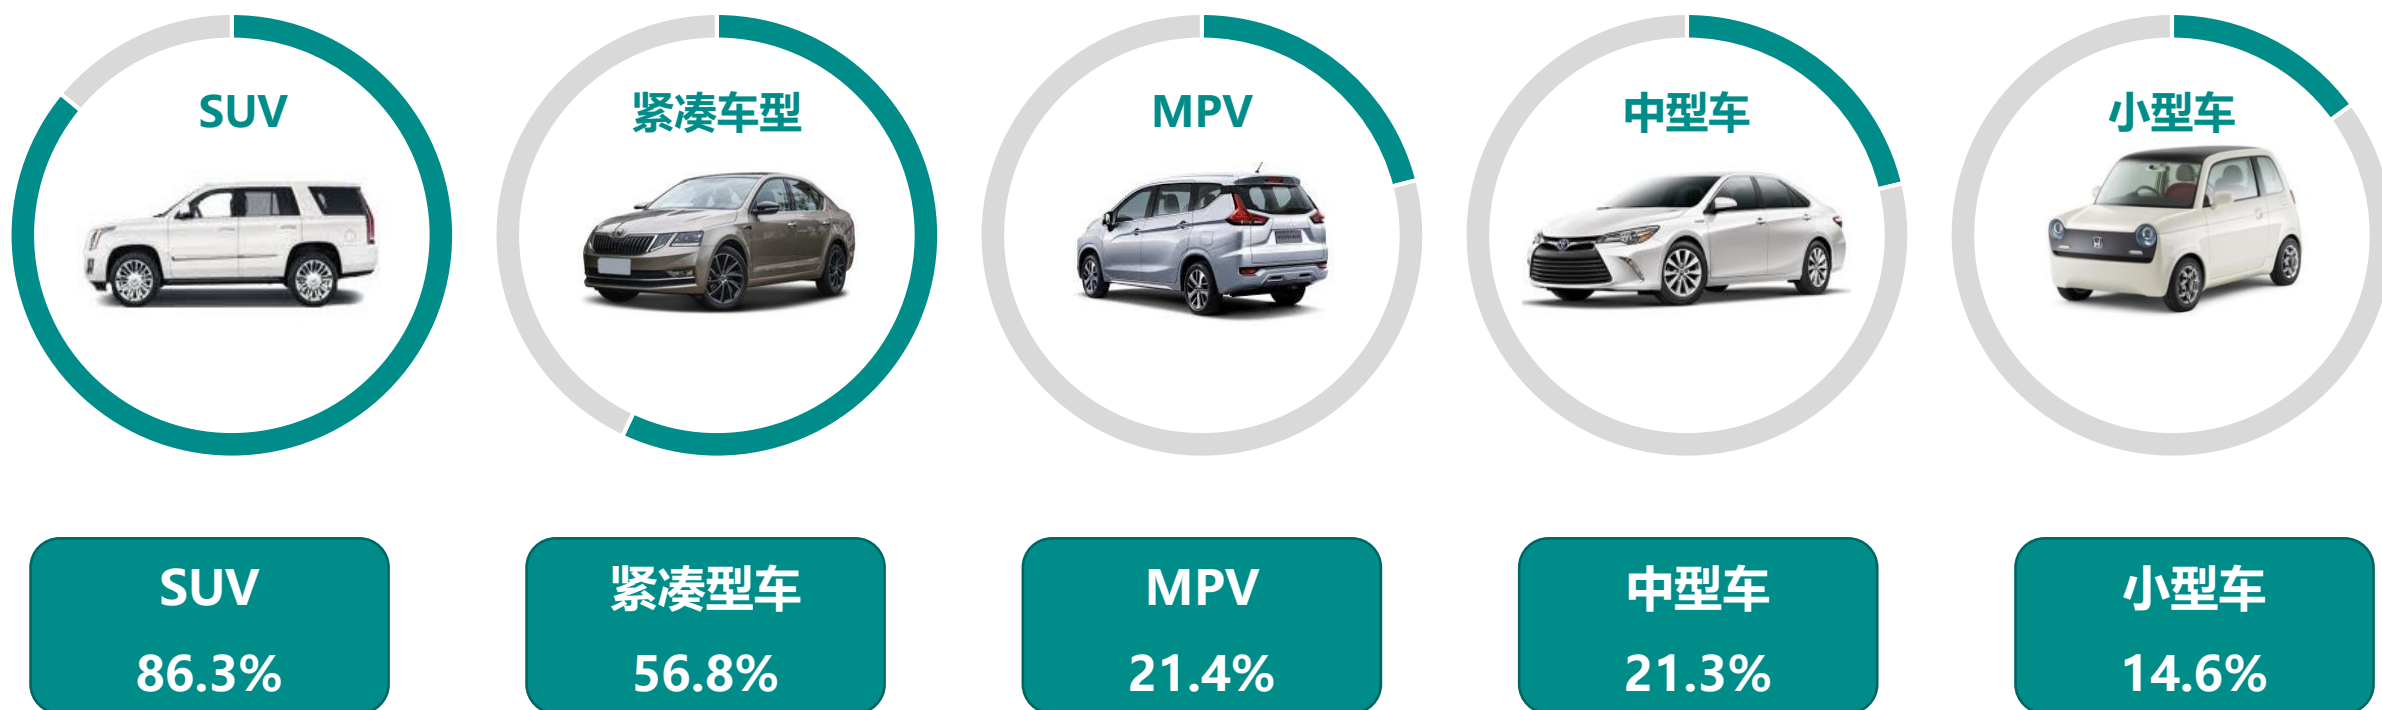 SUV
紧凑车型
MPV
中型车
小型车
SUV
86.3%
紧凑型车
56.8%
MPV
21.4%
中型车
21.3%
小型车
14.6%